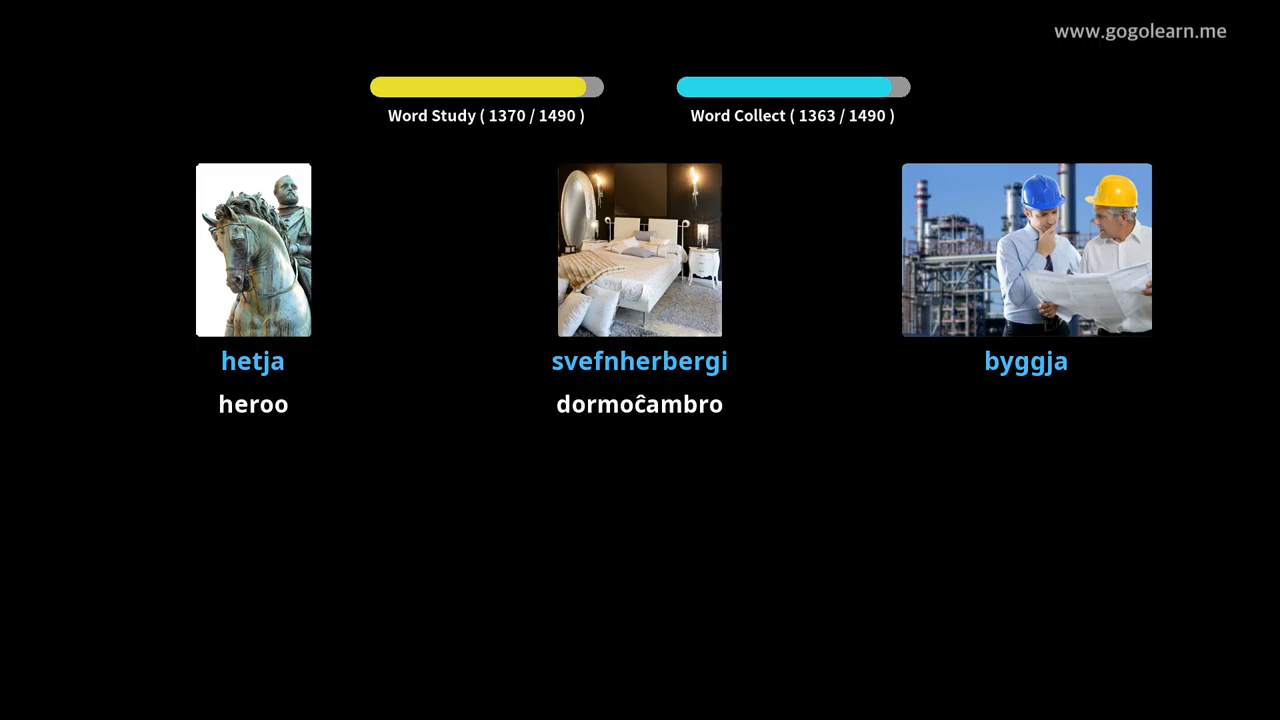 www.gogolearn.me
Word Study ( 1370 / 1490 )
Word Collect ( 1363 / 1490 )
hetja
svefnherbergi
byggja
heroo
dormoĉambro